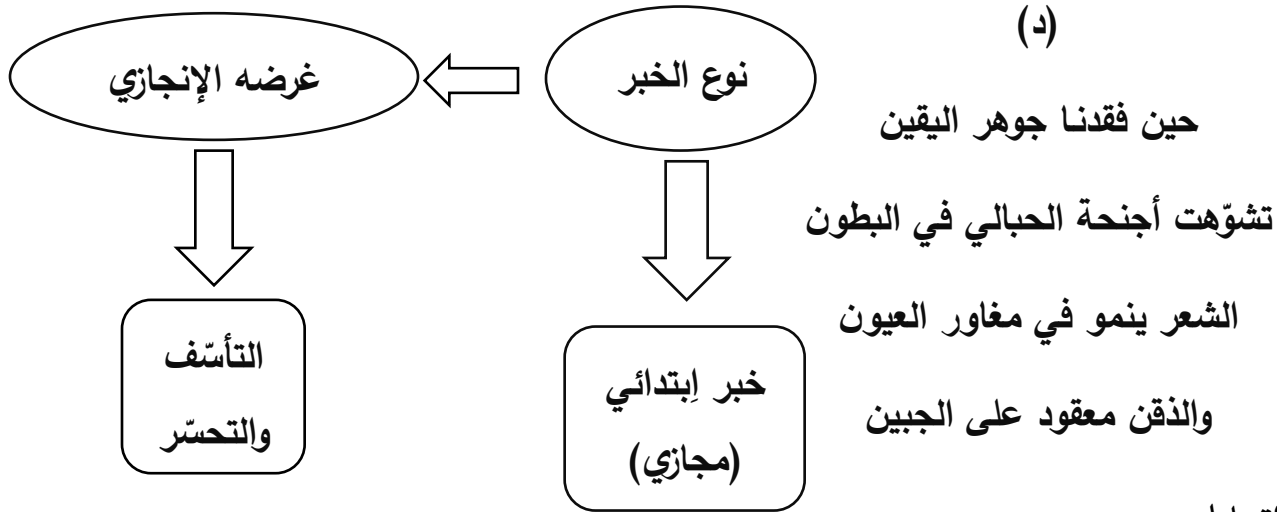 (د)
حين فقدنا جوهر اليقين
تشوّهت أجنحة الحبالي في البطون
الشعر ينمو في مغاور العيون
والذقن معقود على الجبين
نوع الخبر
غرضه الإنجازي
خبر اِبتدائي
(مجازي)
التأسّف
والتحسّر